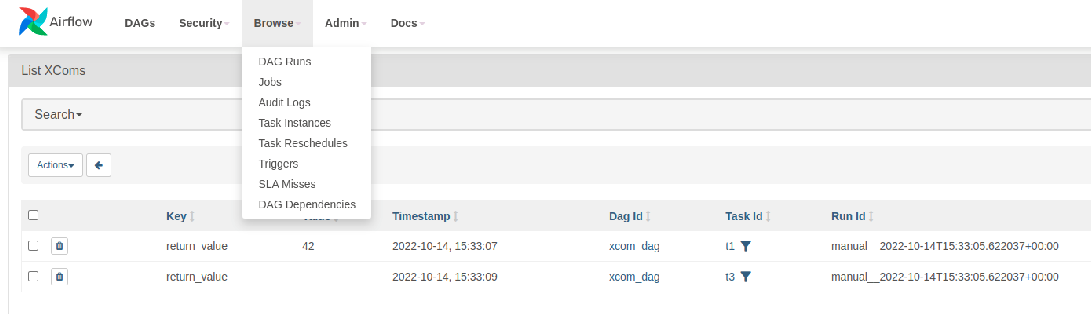 Airflow DAGs Security Browse Admin Docs
List XComs
DAG Runs
Jobs
Audit Logs
Task Instances
Task Reschedules
Triggers
SLA Misses
DAG Dependencies
Search
Actions
Key Timestamp Dag Id Task Id Run Id
return_value 42 2022-10-14, 15:33:07 xcom_dag t1 manual__2022-10-14T15:33:05.622037+00:00
return_value 2022-10-14, 15:33:09 xcom_dag t3 manual__2022-10-14T15:33:05.622037+00:00